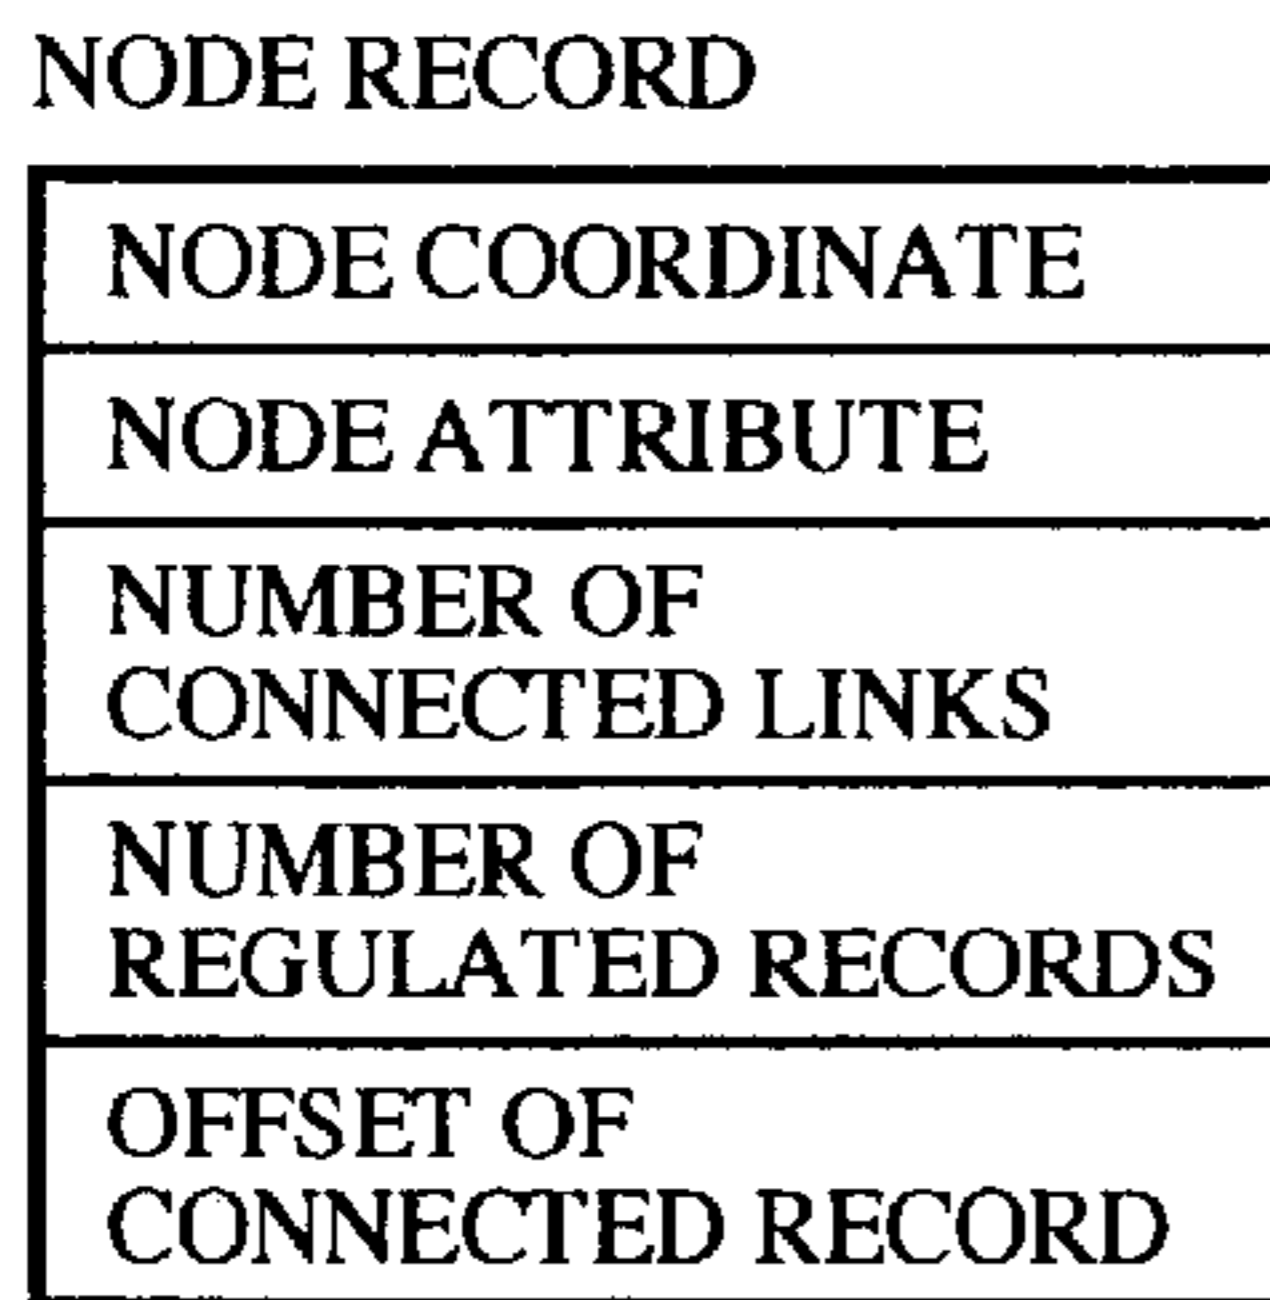 NODE RECORD
NODE COORDINATE
NODE ATTRIBUTE
NUMBER OF
CONNECTED LINKS
NUMBER OF
REGULATED RECORDS
OFFSET OF
CONNECTED RECORD